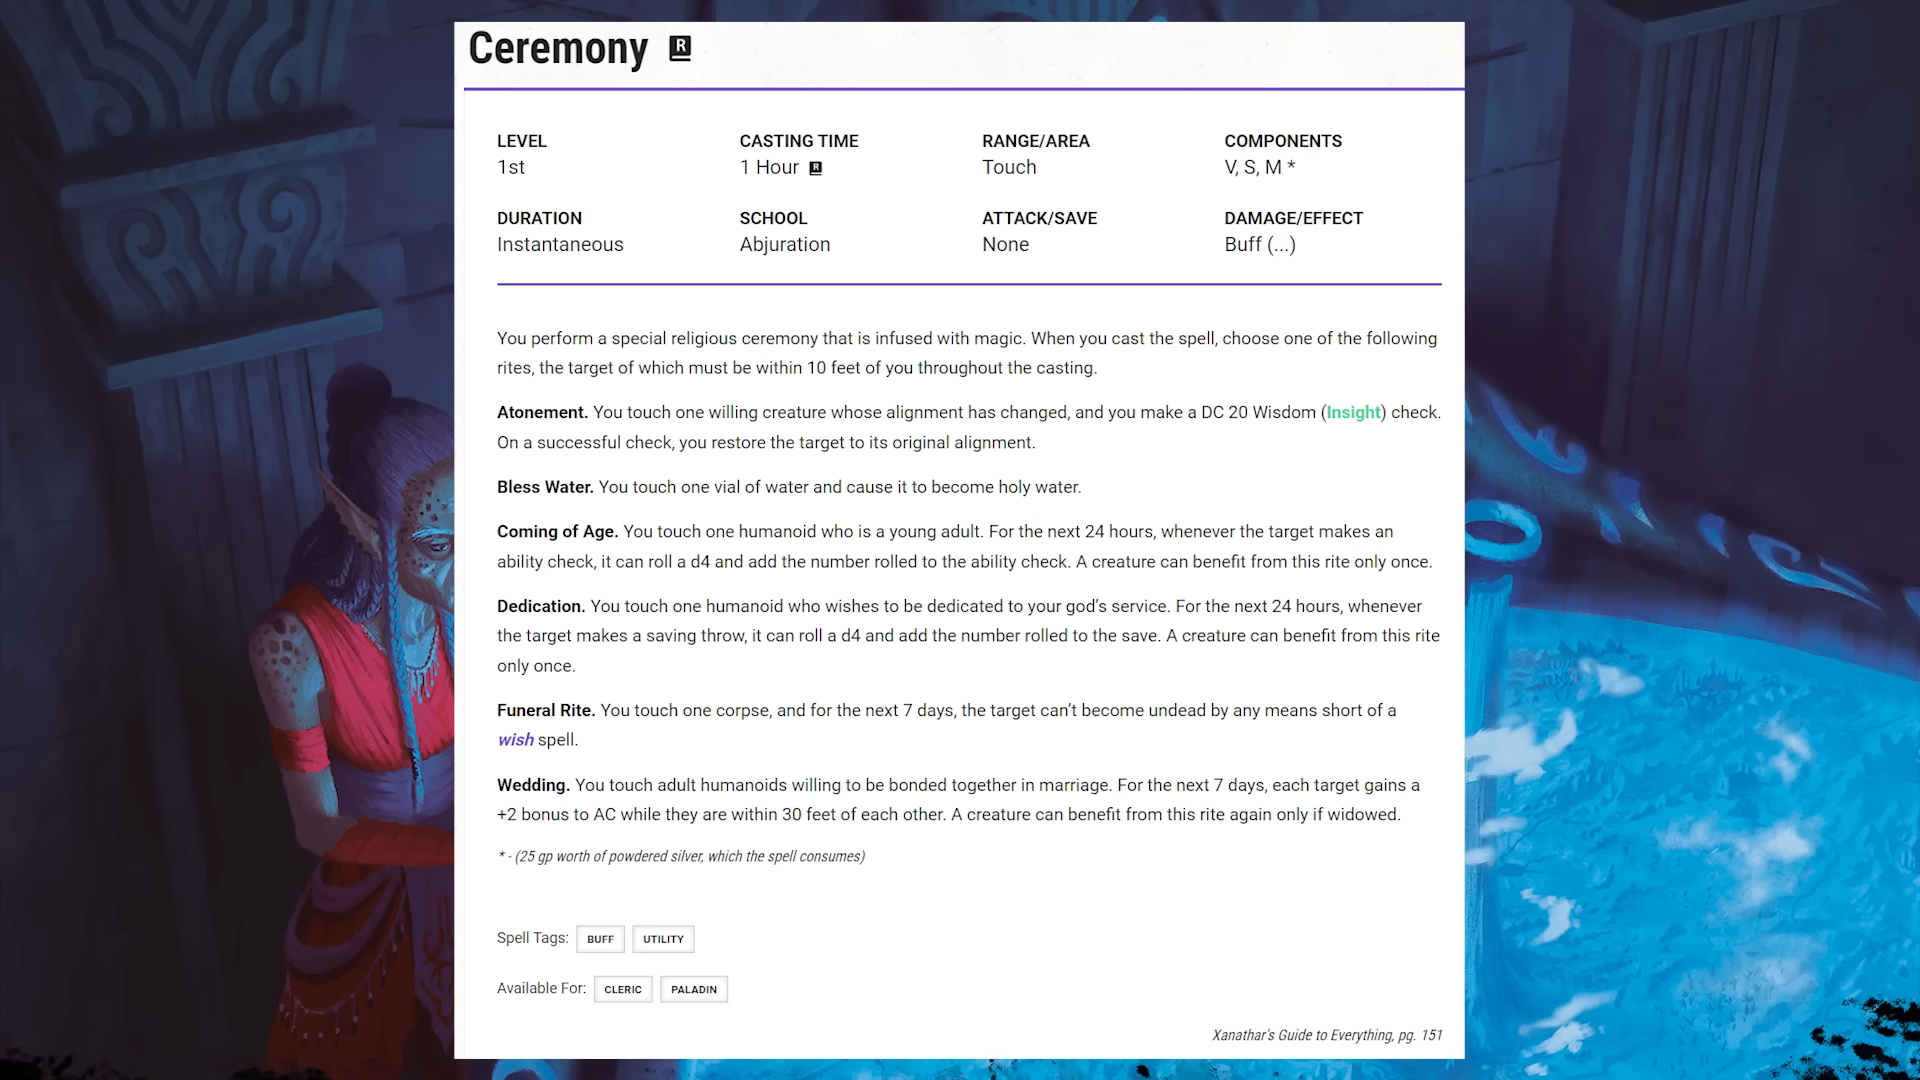 Ceremony R
LEVEL CASTING TIME RANGE/AREA COMPONENTS
1st 1 Hour R Touch V, S, M *
DURATION SCHOOL ATTACK/SAVE DAMAGE/EFFECT
Instantaneous Abjuration None Buff (...)
You perform a special religious ceremony that is infused with magic. When you cast the spell, choose one of the following
rites, the target of which must be within 10 feet of you throughout the casting.
Atonement. You touch one willing creature whose alignment has changed, and you make a DC 20 Wisdom (Insight) check.
On a successful check, you restore the target to its original alignment.
Bless Water. You touch one vial of water and cause it to become holy water.
Coming of Age. You touch one humanoid who is a young adult. For the next 24 hours, whenever the target makes an
ability check, it can roll a d4 and add the number rolled to the ability check. A creature can benefit from this rite only once.
Dedication. You touch one humanoid who wishes to be dedicated to your god’s service. For the next 24 hours, whenever
the target makes a saving throw, it can roll a d4 and add the number rolled to the save. A creature can benefit from this rite
only once.
Funeral Rite. You touch one corpse, and for the next 7 days, the target can’t become undead by any means short of a
wish spell.
Wedding. You touch adult humanoids willing to be bonded together in marriage. For the next 7 days, each target gains a
+2 bonus to AC while they are within 30 feet of each other. A creature can benefit from this rite again only if widowed.
* - (25 gp worth of powdered silver, which the spell consumes)
Spell Tags: BUFF UTILITY
Available For: CLERIC PALADIN
Xanathar's Guide to Everything, pg. 151